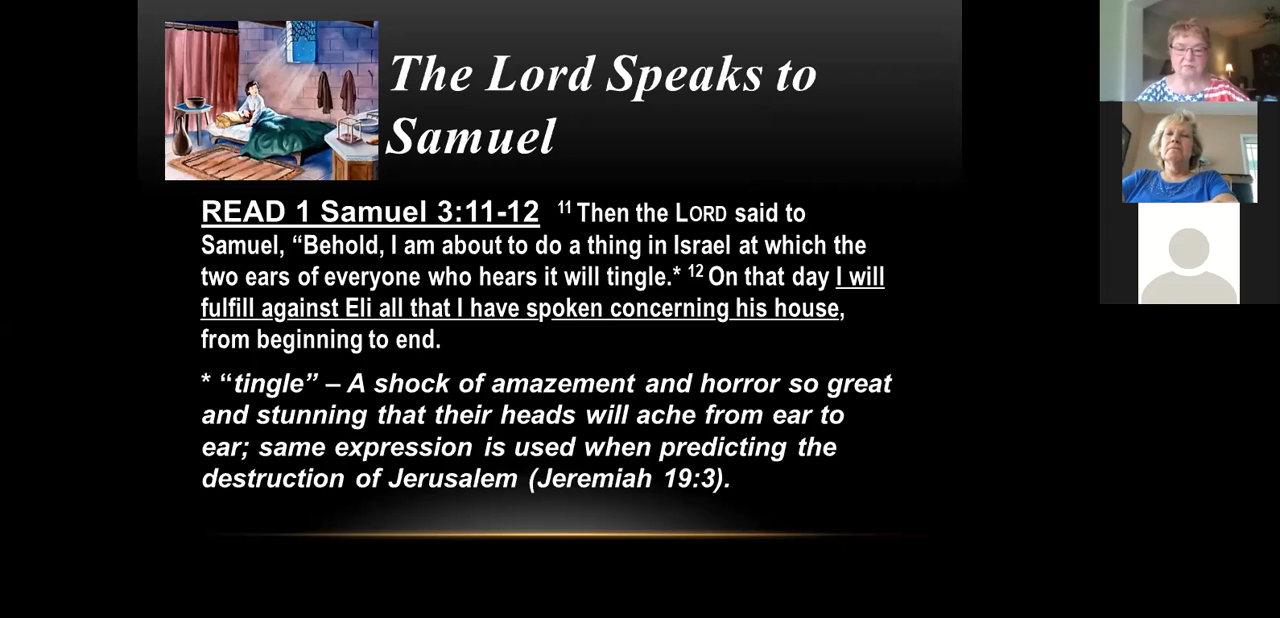 The Lord Speaks to
Samuel
READ 1 Samuel 3:11-12 11 Then the LORD said to
Samuel, “Behold, I am about to do a thing in Israel at which the
two ears of everyone who hears it will tingle.* 12 On that day I will
fulfill against Eli all that I have spoken concerning his house,
from beginning to end.
* “tingle” – A shock of amazement and horror so great
and stunning that their heads will ache from ear to
ear; same expression is used when predicting the
destruction of Jerusalem (Jeremiah 19:3).